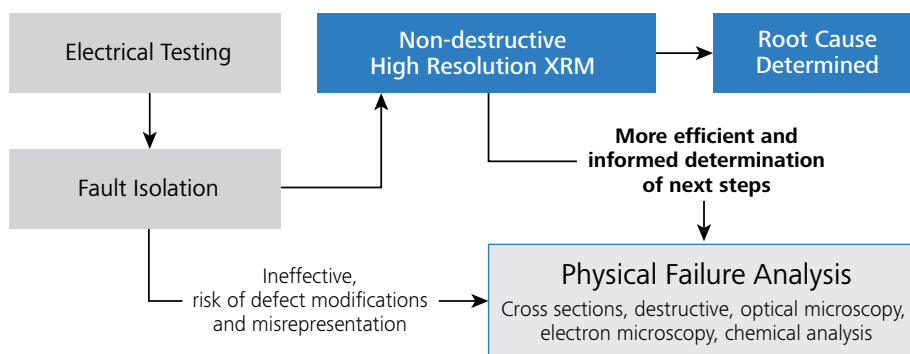 Electrical Testing
Non-destructive
High Resolution XRM
Root Cause
Determined
Fault Isolation
More efficient and
informed determination
of next steps
Ineffective,
risk of defect modifications
and misrepresentation
Physical Failure Analysis
Cross sections, destructive, optical microscopy,
electron microscopy, chemical analysis